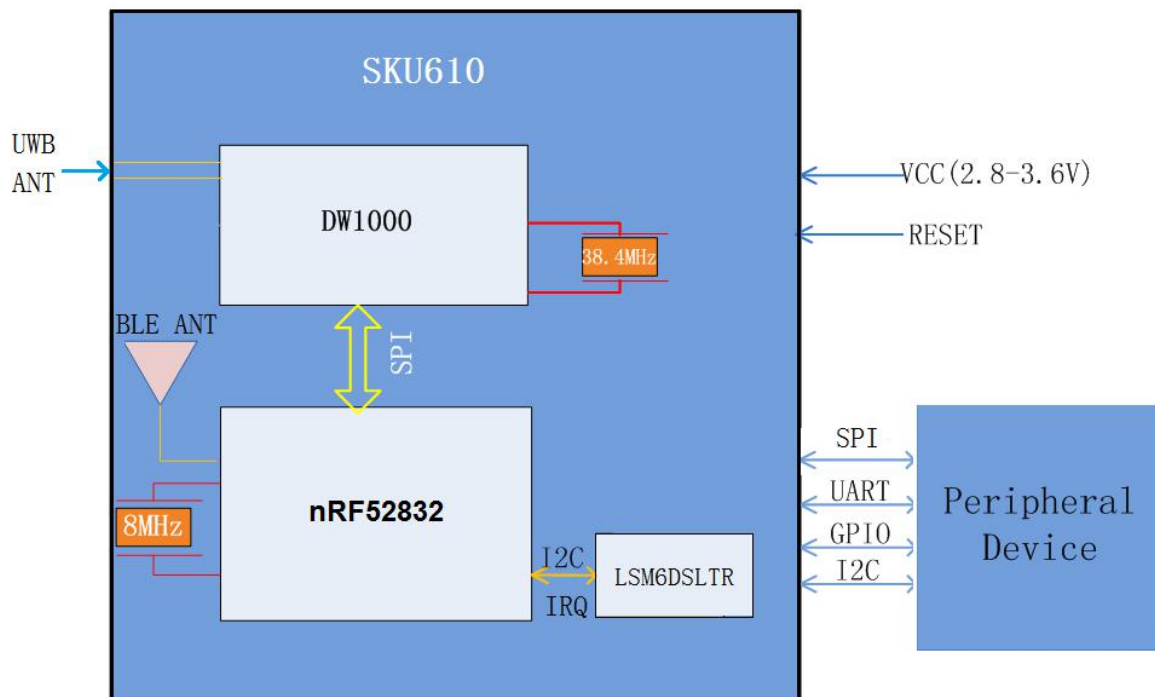 SKU610
UWB
ANT
DW1000
38.4MHz
VCC(2.8-3.6V)
RESET
BLE ANT
SPI
nRF52832
8MHz
I2C
IRQ
LSM6DSLTR
SPI
UART
GPIO
I2C
Peripheral
Device